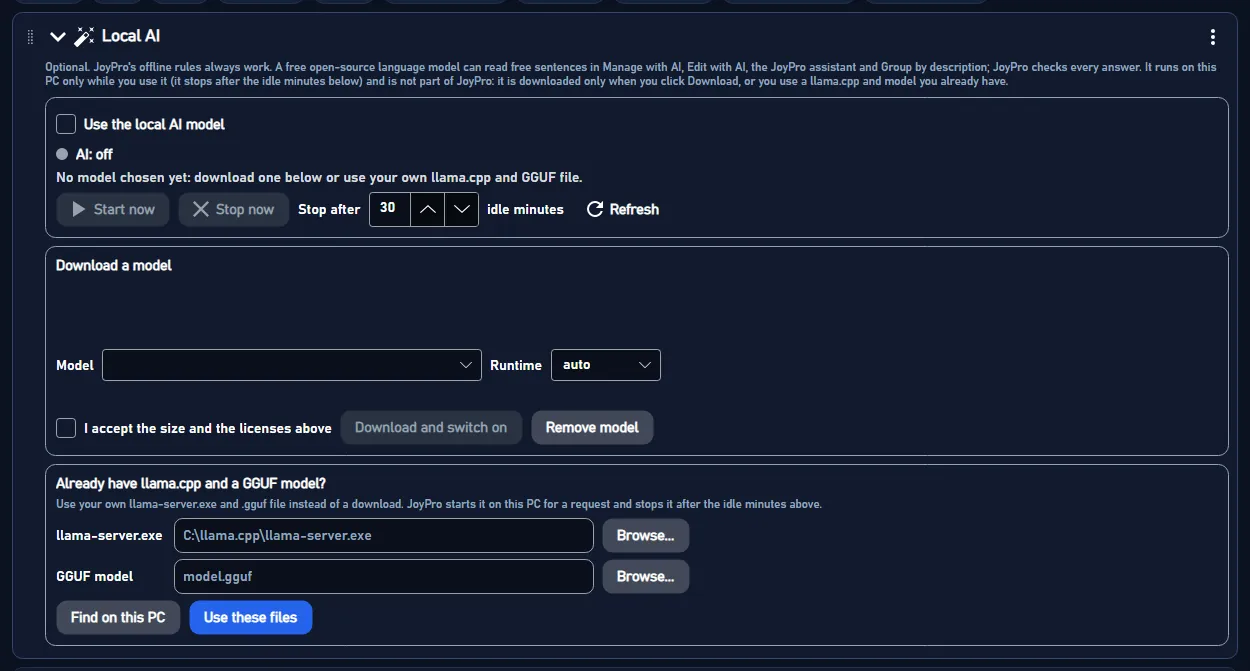 Local AI
Optional. JoyPro's offline rules always work. A free open-source language model can read free sentences in Manage with AI, Edit with AI, the JoyPro assistant and Group by description; JoyPro checks every answer. It runs on this
PC only while you use it (it stops after the idle minutes below) and is not part of JoyPro: it is downloaded only when you click Download, or you use a llama.cpp and model you already have.
Use the local AI model
AI: off
No model chosen yet: download one below or use your own llama.cpp and GGUF file.
Start now Stop now Stop after 30 idle minutes Refresh
Download a model
Model Runtime auto
I accept the size and the licenses above Download and switch on Remove model
Already have llama.cpp and a GGUF model?
Use your own llama-server.exe and .gguf file instead of a download. JoyPro starts it on this PC for a request and stops it after the idle minutes above.
llama-server.exe C:\llama.cpp\llama-server.exe Browse...
GGUF model model.gguf Browse...
Find on this PC Use these files